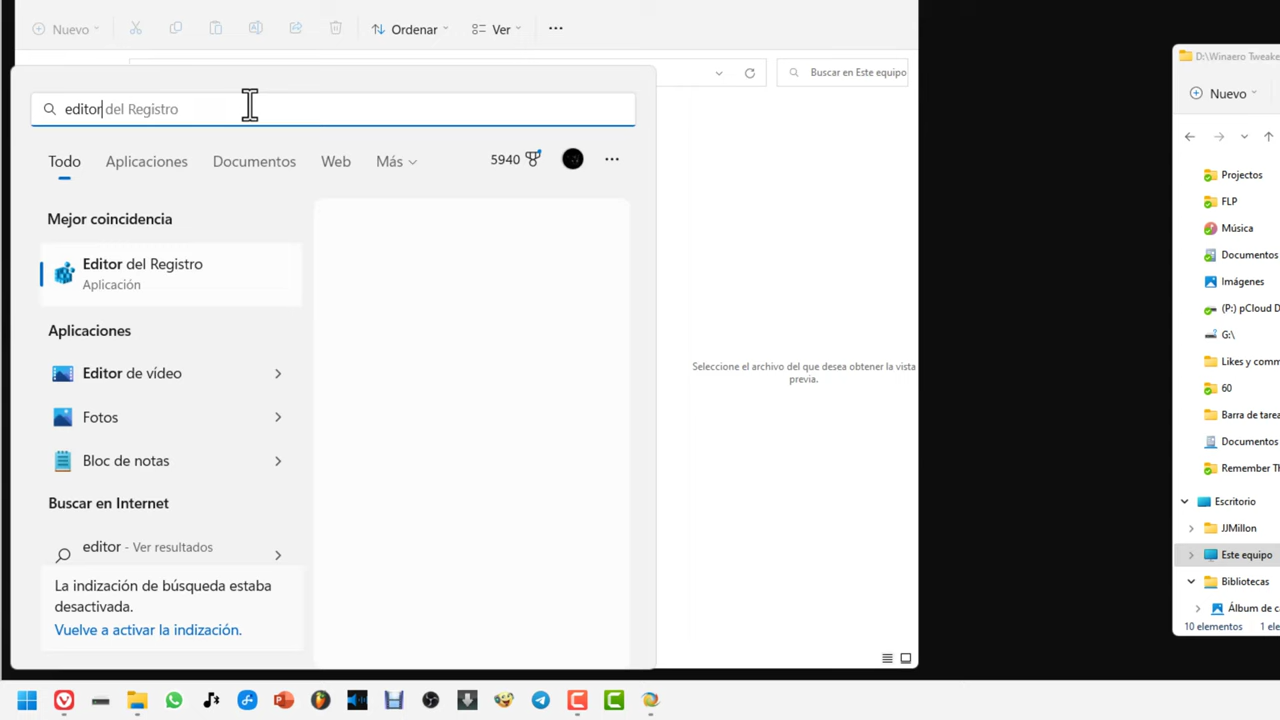 Nuevo
Ordenar
Ver
Buscar en Este equipo
editor del Registro
Todo
Aplicaciones
Documentos
Web
Más
5940
Mejor coincidencia
Editor del Registro
Aplicación
Aplicaciones
Editor de vídeo
Fotos
Bloc de notas
Buscar en Internet
editor - Ver resultados
La indización de búsqueda estaba
desactivada.
Vuelve a activar la indización.
Seleccione el archivo del que desea obtener la vista
previa.
D:\Winaero Tweake
Nuevo
Projectos
FLP
Música
Documentos
Imágenes
(P:) pCloud D
G:\
Likes y comm
60
Barra de tarea
Documentos
Remember Th
Escritorio
JJMillon
Este equipo
Bibliotecas
Álbum de c
10 elementos
1 ele